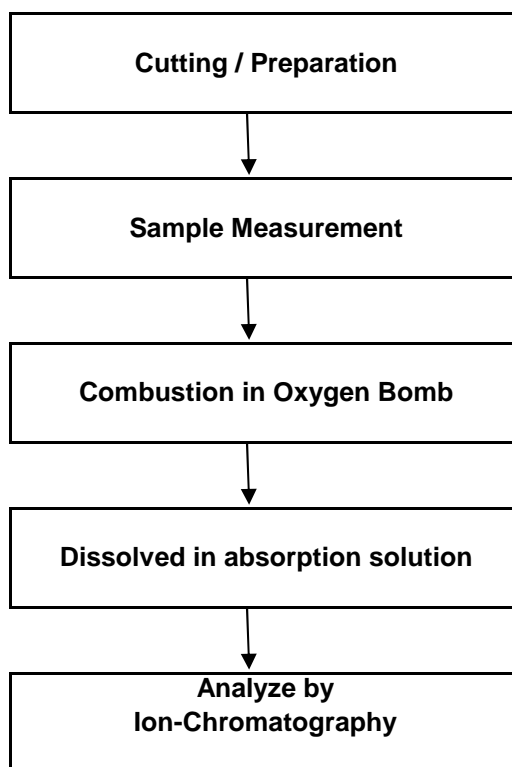 Cutting / Preparation
Sample Measurement
Combustion in Oxygen Bomb
Dissolved in absorption solution
Analyze by
Ion-Chromatography